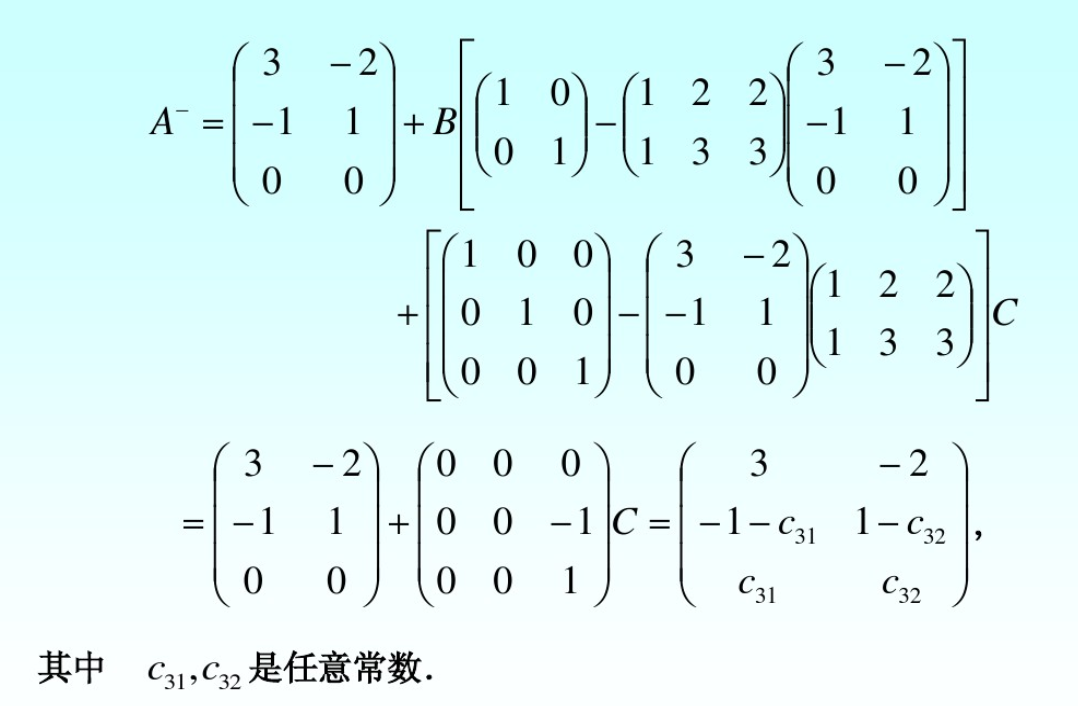 $A^{-} = \begin{pmatrix} 3 & -2 \\ -1 & 1 \\ 0 & 0 \end{pmatrix} + B\left[\begin{pmatrix} 1 & 0 \\ 0 & 1 \end{pmatrix} - \begin{pmatrix} 1 & 2 & 2 \\ 1 & 3 & 3 \end{pmatrix}\begin{pmatrix} 3 & -2 \\ -1 & 1 \\ 0 & 0 \end{pmatrix}\right]$
$+ \left[\begin{pmatrix} 1 & 0 & 0 \\ 0 & 1 & 0 \\ 0 & 0 & 1 \end{pmatrix} - \begin{pmatrix} 3 & -2 \\ -1 & 1 \\ 0 & 0 \end{pmatrix}\begin{pmatrix} 1 & 2 & 2 \\ 1 & 3 & 3 \end{pmatrix}\right]C$
$= \begin{pmatrix} 3 & -2 \\ -1 & 1 \\ 0 & 0 \end{pmatrix} + \begin{pmatrix} 0 & 0 & 0 \\ 0 & 0 & -1 \\ 0 & 0 & 1 \end{pmatrix}C = \begin{pmatrix} 3 & -2 \\ -1-c_{31} & 1-c_{32} \\ c_{31} & c_{32} \end{pmatrix},$
其中 $c_{31},c_{32}$ 是任意常数.